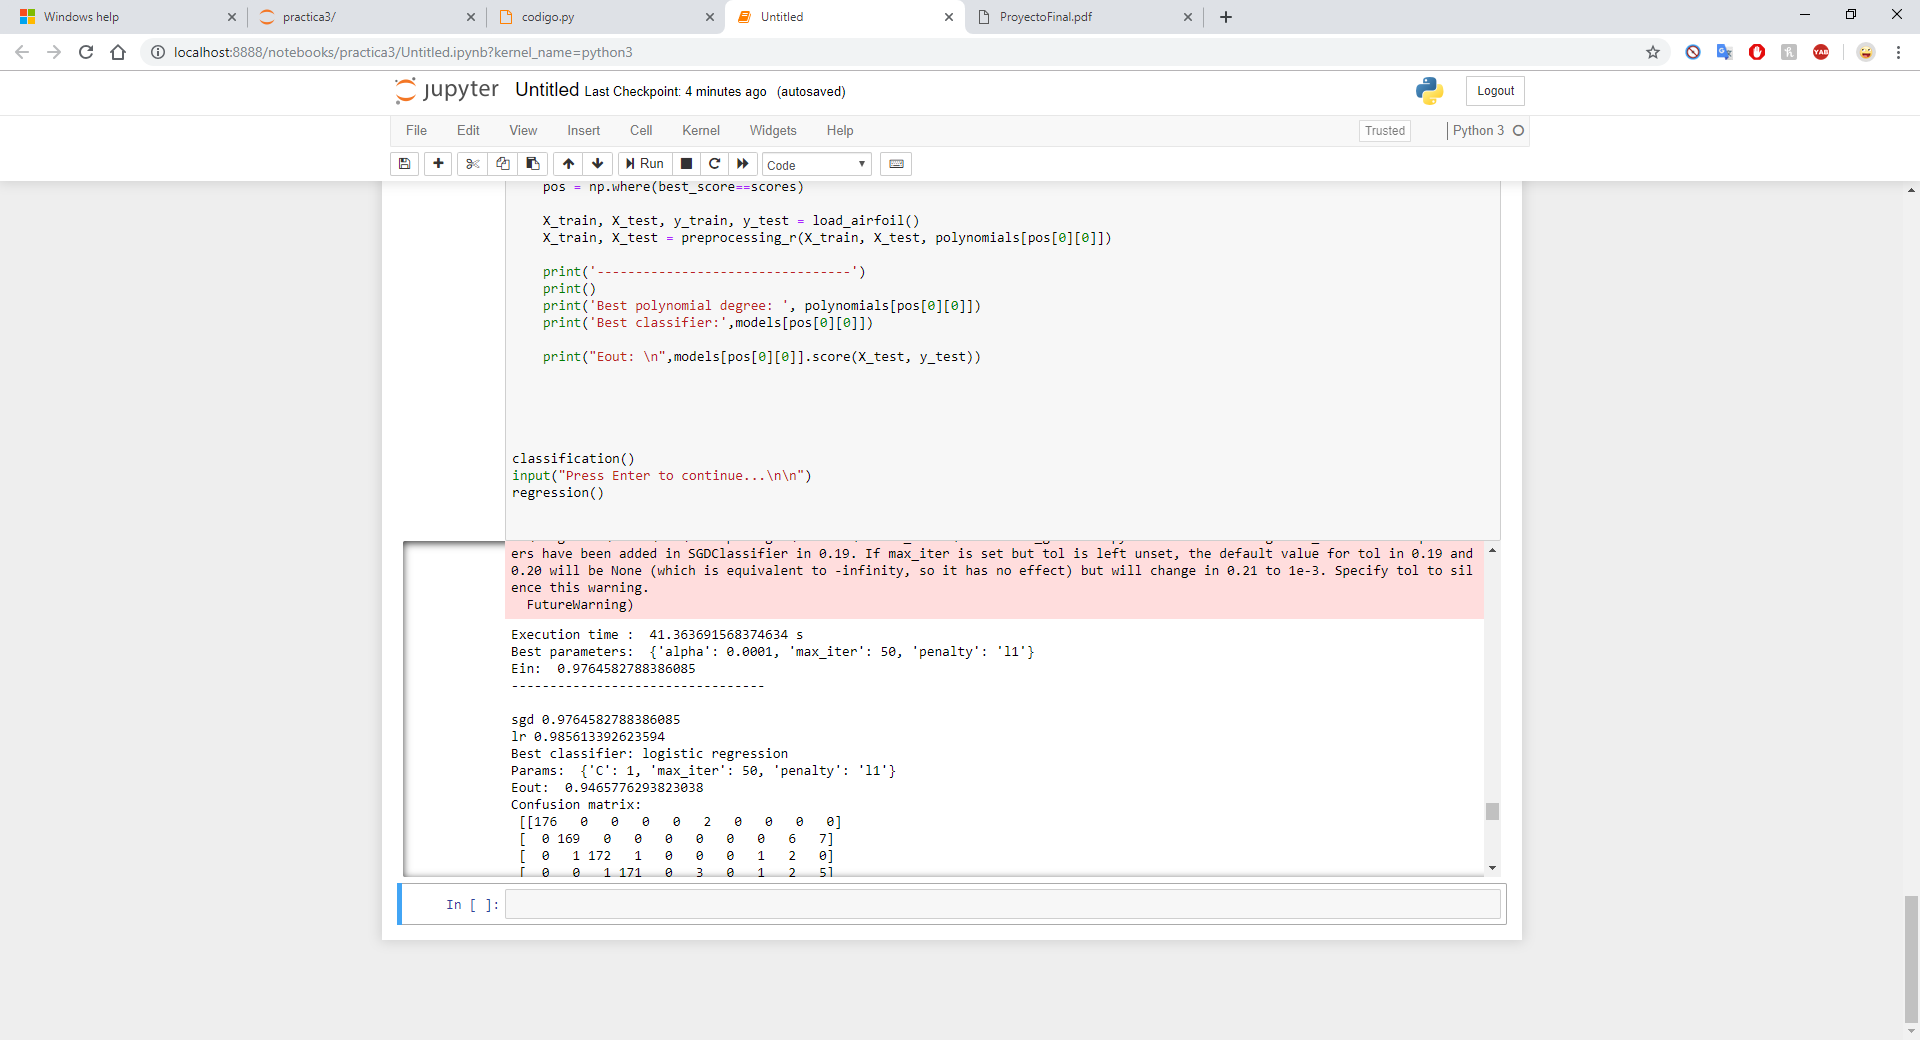 Windows help
practica3/
codigo.py
Untitled
ProyectoFinal.pdf
localhost:8888/notebooks/practica3/Untitled.ipynb?kernel_name=python3
jupyter Untitled Last Checkpoint: 4 minutes ago (autosaved)
Logout
File Edit View Insert Cell Kernel Widgets Help
Trusted Python 3
Run Code
pos = np.where(best_score==scores)
X_train, X_test, y_train, y_test = load_airfoil()
X_train, X_test = preprocessing_r(X_train, X_test, polynomials[pos[0][0]])
print('---------------------------------')
print()
print('Best polynomial degree: ', polynomials[pos[0][0]])
print('Best classifier:',models[pos[0][0]])
print("Eout: \n",models[pos[0][0]].score(X_test, y_test))
classification()
input("Press Enter to continue...\n\n")
regression()
ers have been added in SGDClassifier in 0.19. If max_iter is set but tol is left unset, the default value for tol in 0.19 and
0.20 will be None (which is equivalent to -infinity, so it has no effect) but will change in 0.21 to 1e-3. Specify tol to sil
ence this warning.
FutureWarning)
Execution time :  41.363691568374634 s
Best parameters:  {'alpha': 0.0001, 'max_iter': 50, 'penalty': 'l1'}
Ein:  0.9764582788386085
---------------------------------
sgd 0.9764582788386085
lr 0.985613392623594
Best classifier: logistic regression
Params:  {'C': 1, 'max_iter': 50, 'penalty': 'l1'}
Eout:  0.9465776293823038
Confusion matrix:
[[176   0   0   0   0   2   0   0   0   0]
[  0 169   0   0   0   0   0   0   6   7]
[  0   1 172   1   0   0   0   1   2   0]
[  0   0   1 171   0   3   0   1   2   5]
In [ ]: